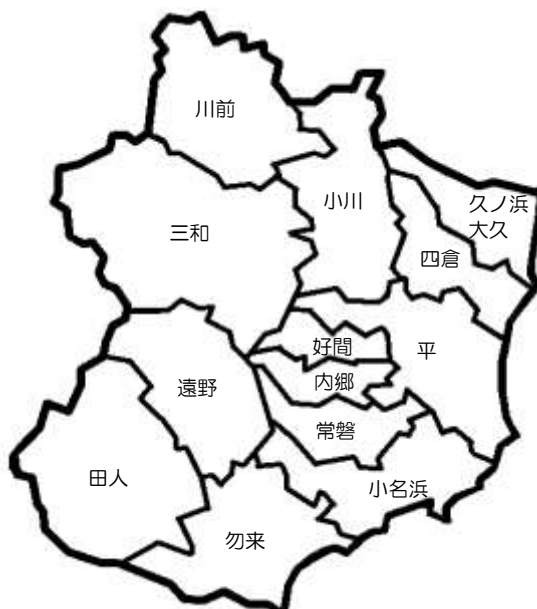 川前
小川
久ノ浜
大久
三和
四倉
好間
平
内郷
遠野
常磐
田人
小名浜
勿来